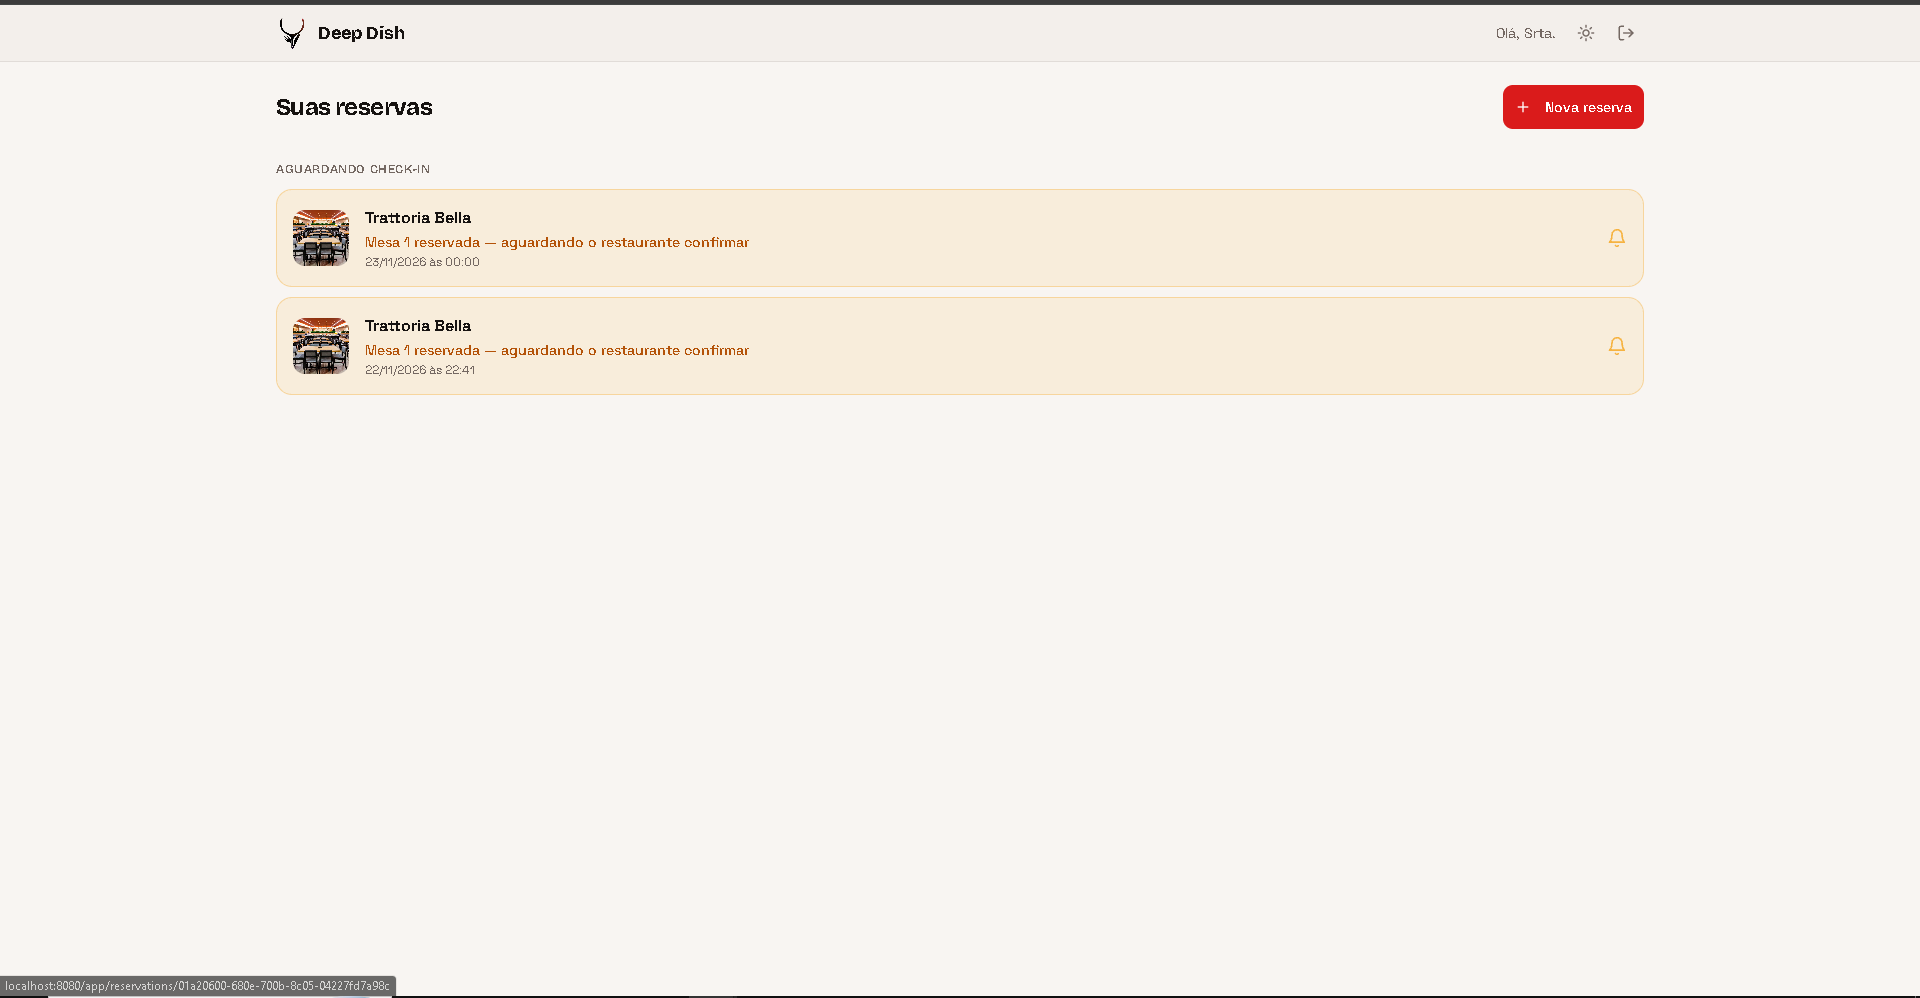 Deep Dish
Olá, Srta.
Suas reservas
Nova reserva
AGUARDANDO CHECK-IN
Trattoria Bella
Mesa 1 reservada — aguardando o restaurante confirmar
23/11/2026 às 00:00
Trattoria Bella
Mesa 1 reservada — aguardando o restaurante confirmar
22/11/2026 às 22:41
localhost:8080/app/reservations/01a20600-680e-700b-8c05-04227fd7a98c